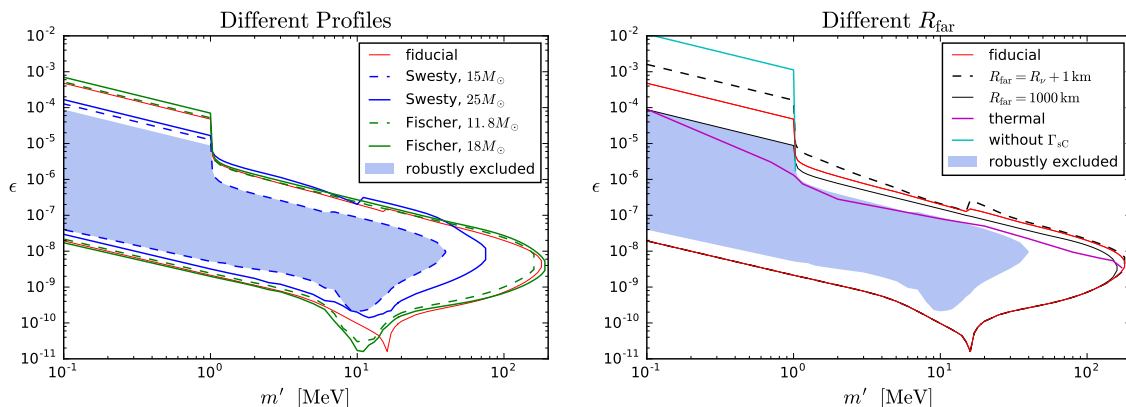 Different Profiles
10^-2
10^-3
10^-4
10^-5
10^-6
10^-7
10^-8
10^-9
10^-10
10^-11
ϵ
fiducial
Swesty, 15M⊙
Swesty, 25M⊙
Fischer, 11.8M⊙
Fischer, 18M⊙
robustly excluded
10^-1 10^0 10^1 10^2
m′ [MeV]
Different R_far
10^-2
10^-3
10^-4
10^-5
10^-6
10^-7
10^-8
10^-9
10^-10
10^-11
ϵ
fiducial
R_far = R_ν + 1 km
R_far = 1000 km
thermal
without Γ_sC
robustly excluded
10^-1 10^0 10^1 10^2
m′ [MeV]